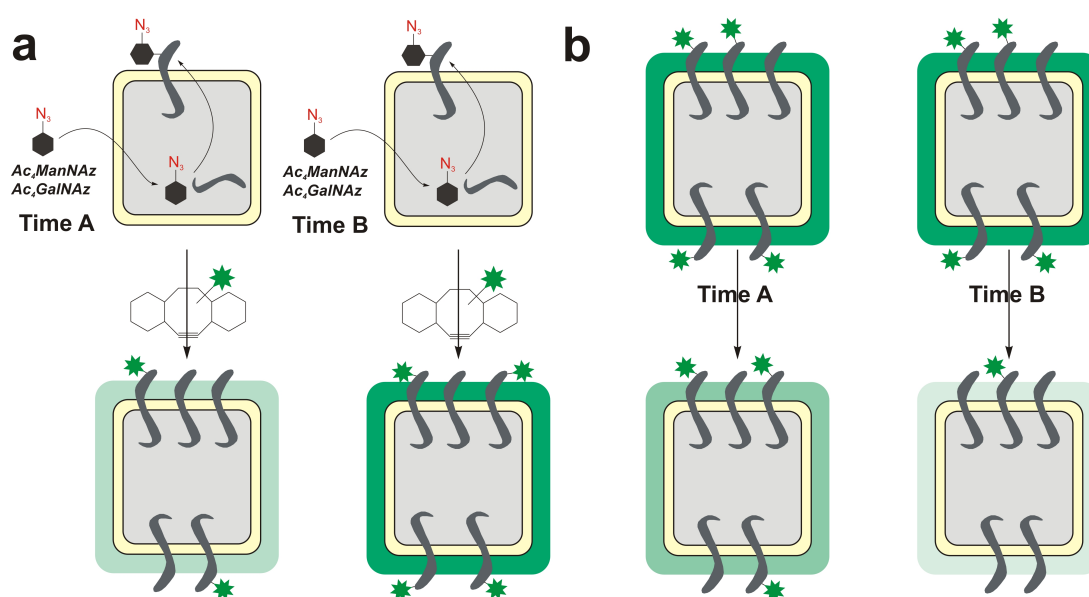 a
N₃
N₃
Ac₄ManNAz
Ac₄GalNAz
N₃
Time A
N₃
N₃
Ac₄ManNAz
Ac₄GalNAz
N₃
Time B
b
Time A
Time B